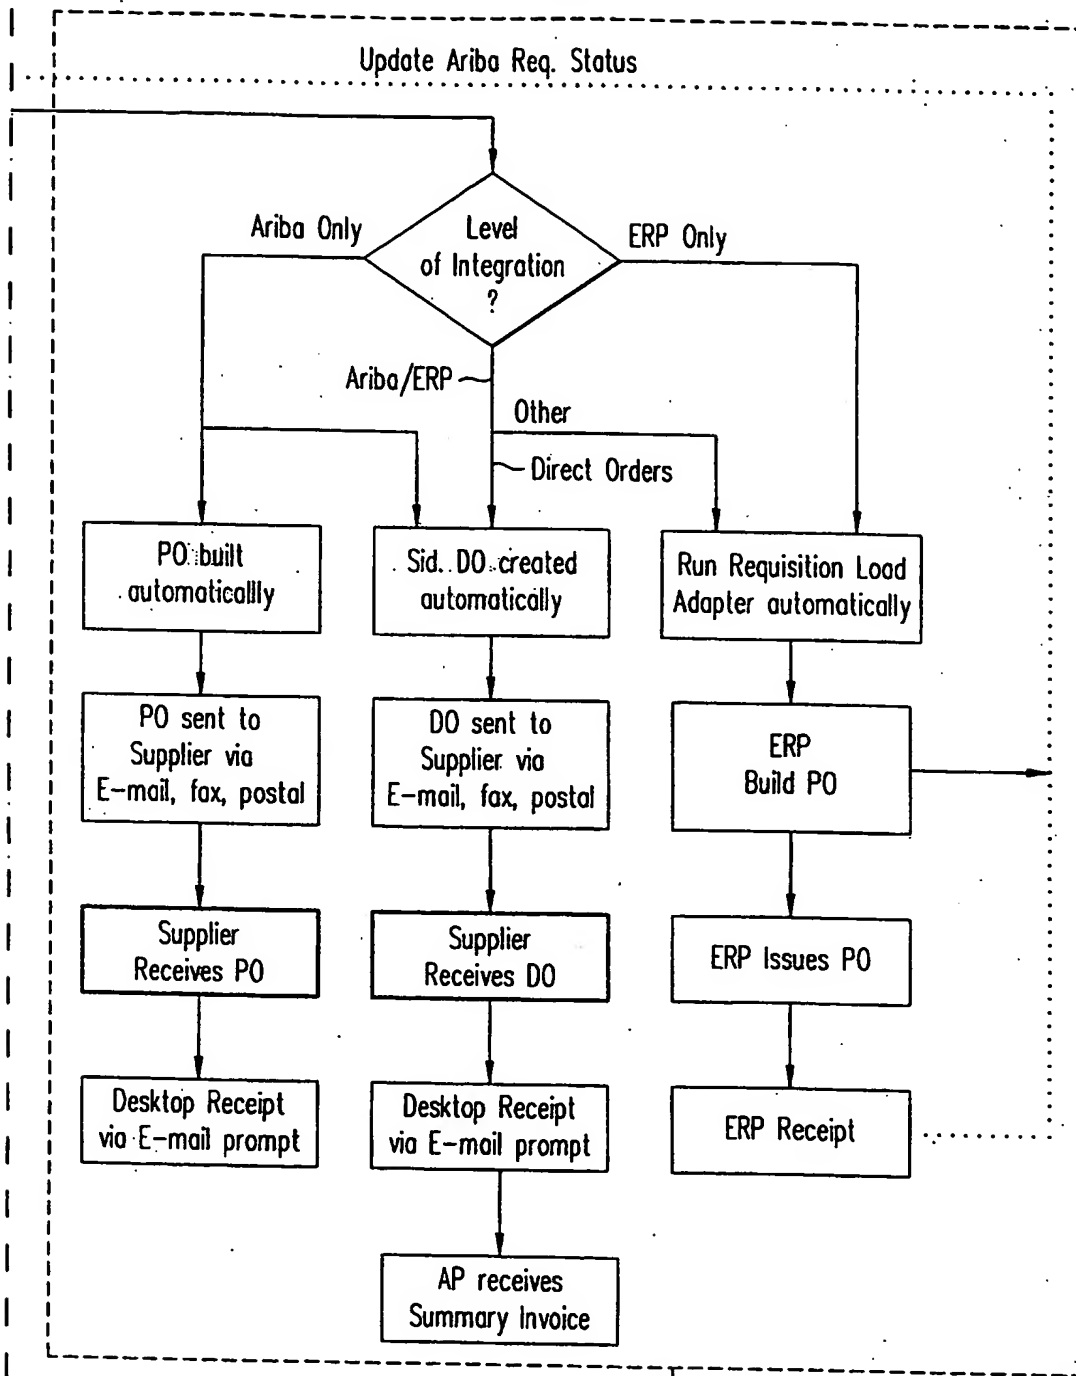 Update Ariba Req. Status
Level
of Integration
?
Ariba Only
ERP Only
Ariba/ERP
Other
Direct Orders
PO built
automaticallly
Sid. DO created
automatically
Run Requisition Load
Adapter automatically
PO sent to
Supplier via
E-mail, fax, postal
DO sent to
Supplier via
E-mail, fax, postal
ERP
Build PO
Supplier
Receives PO
Supplier
Receives DO
ERP Issues PO
Desktop Receipt
via E-mail prompt
Desktop Receipt
via E-mail prompt
ERP Receipt
AP receives
Summary Invoice